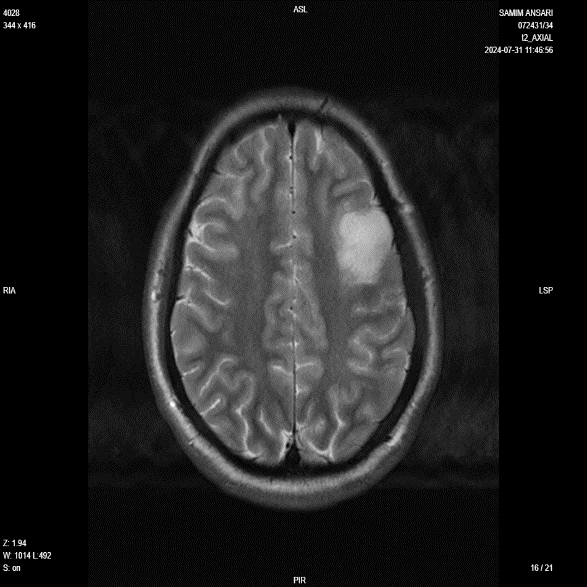 4028
344 x 416
ASL
SAMIM ANSARI
072431/34
t2_AXIAL
2024-07-31 11:46:56
RIA
LSP
Z: 1.94
W: 1014 L:492
S: on
PIR
16 / 21